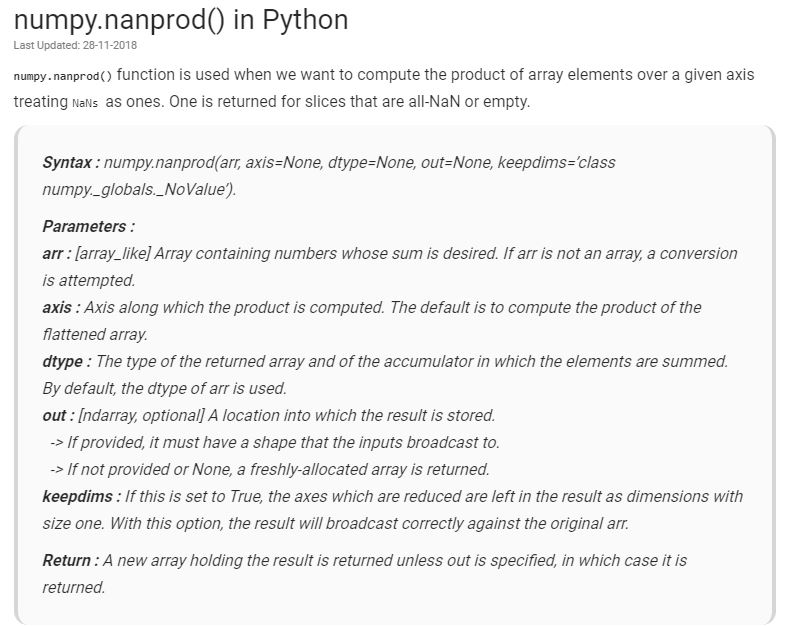 numpy.nanprod() in Python
Last Updated: 28-11-2018
numpy.nanprod() function is used when we want to compute the product of array elements over a given axis
treating NaNs as ones. One is returned for slices that are all-NaN or empty.
Syntax : numpy.nanprod(arr, axis=None, dtype=None, out=None, keepdims='class
numpy._globals._NoValue').
Parameters :
arr : [array_like] Array containing numbers whose sum is desired. If arr is not an array, a conversion
is attempted.
axis : Axis along which the product is computed. The default is to compute the product of the
flattened array.
dtype : The type of the returned array and of the accumulator in which the elements are summed.
By default, the dtype of arr is used.
out : [ndarray, optional] A location into which the result is stored.
-> If provided, it must have a shape that the inputs broadcast to.
-> If not provided or None, a freshly-allocated array is returned.
keepdims : If this is set to True, the axes which are reduced are left in the result as dimensions with
size one. With this option, the result will broadcast correctly against the original arr.
Return : A new array holding the result is returned unless out is specified, in which case it is
returned.